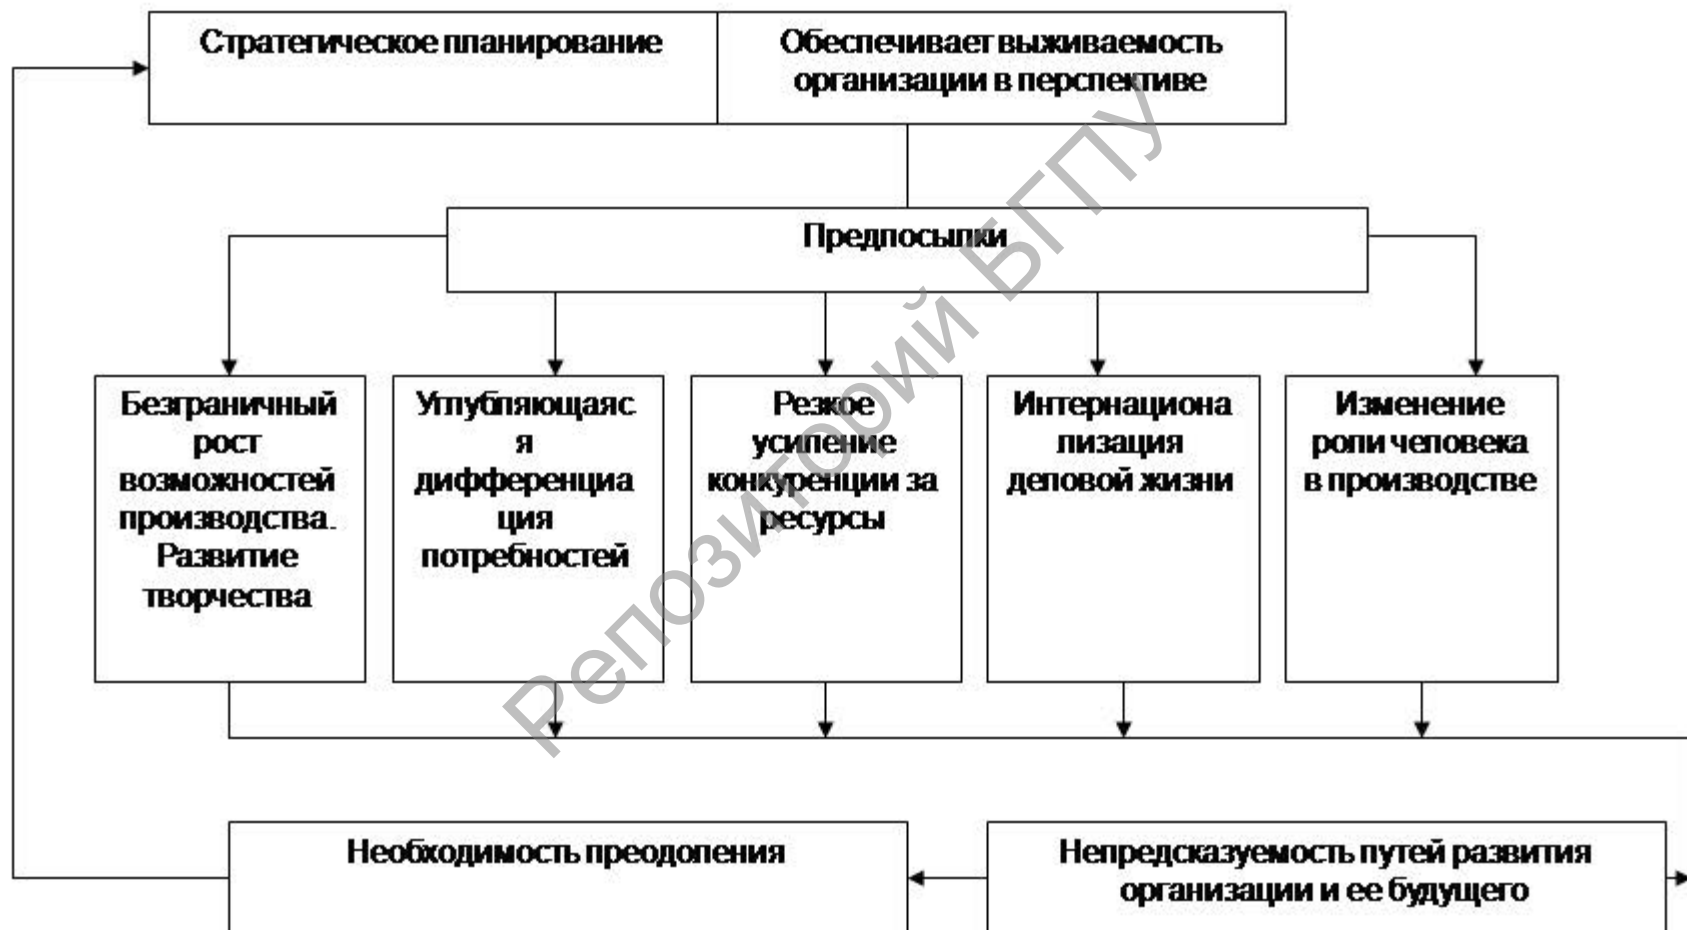 Стратегическое планирование
Обеспечивает выживаемость
организации в перспективе
Предпосылки
Безграничный
рост
возможностей
производства.
Развитие
творчества
Углубляющаяс
я
дифференциа
ция
потребностей
Резкое
усиление
конкуренции за
ресурсы
Интернациона
лизация
деловой жизни
Изменение
роли человека
в производстве
Необходимость преодоления
Непредсказуемость путей развития
организации и ее будущего
Репозиторий БГПУ